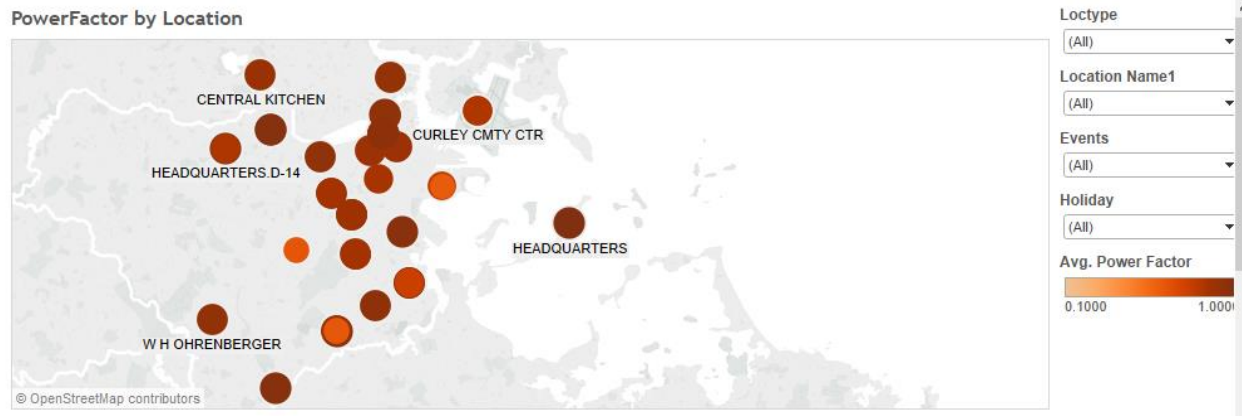 PowerFactor by Location
CENTRAL KITCHEN
CURLEY CMTY CTR
HEADQUARTERS.D-14
HEADQUARTERS
W H OHRENBERGER
© OpenStreetMap contributors
Loctype
(All)
Location Name1
(All)
Events
(All)
Holiday
(All)
Avg. Power Factor
0.1000 1.0000